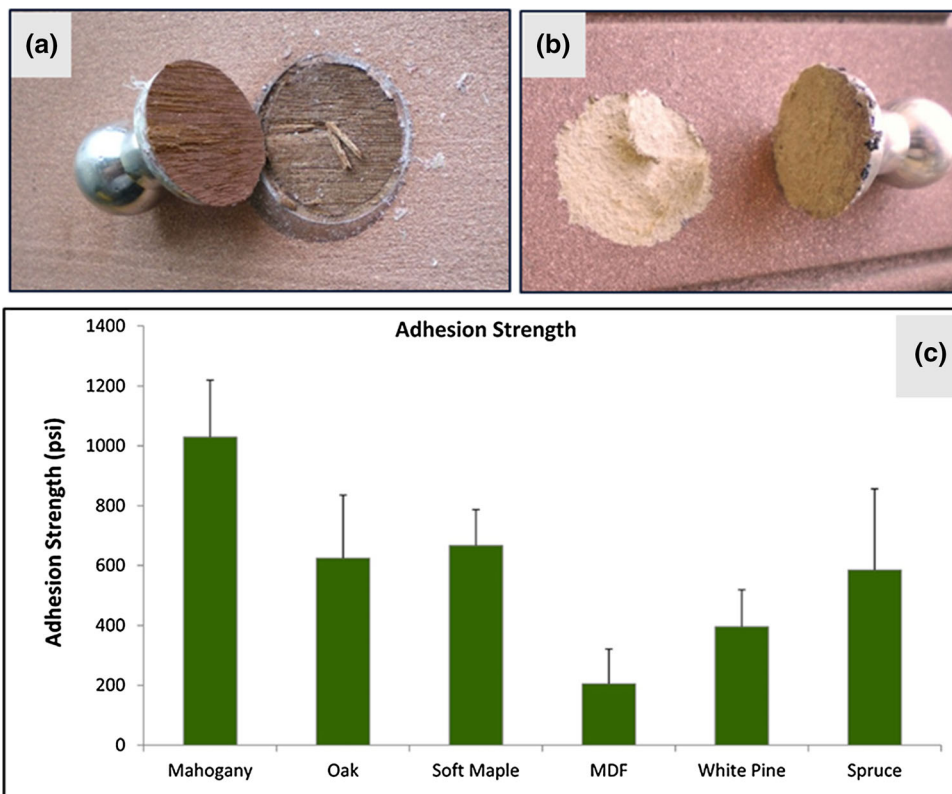 (a)
(b)
Adhesion Strength
(c)
Adhesion Strength (psi)
1400
1200
1000
800
600
400
200
0
Mahogany Oak Soft Maple MDF White Pine Spruce